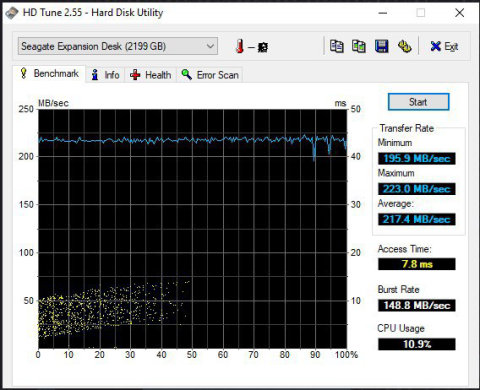 HD Tune 2.55 - Hard Disk Utility
Seagate Expansion Desk (2199 GB)
–
Exit
Benchmark Info Health Error Scan
MB/sec ms
250 50
200 40
150 30
100 20
50 10
0 10 20 30 40 50 60 70 80 90 100%
Start
Transfer Rate
Minimum
195.9 MB/sec
Maximum
223.0 MB/sec
Average:
217.4 MB/sec
Access Time:
7.8 ms
Burst Rate
148.8 MB/sec
CPU Usage
10.9%